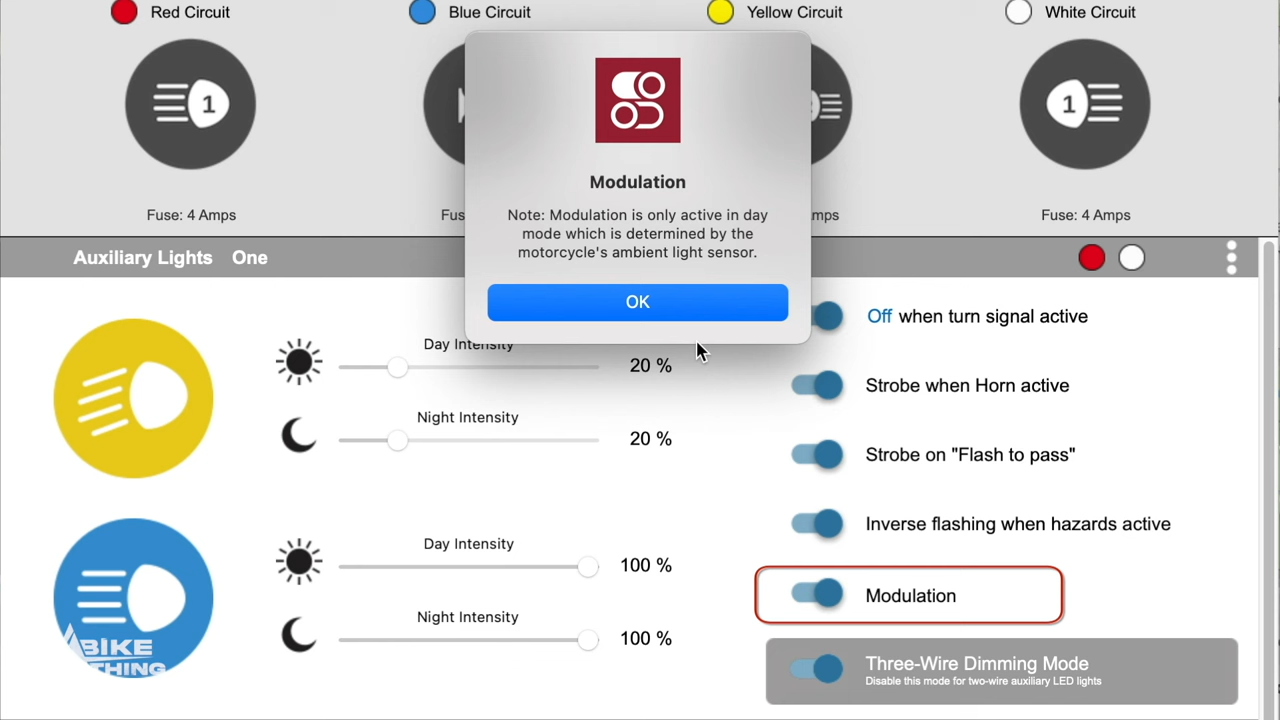 Red Circuit
Blue Circuit
Yellow Circuit
White Circuit
1
1
Fuse: 4 Amps
Fus
mps
Fuse: 4 Amps
Modulation
Note: Modulation is only active in day
mode which is determined by the
motorcycle's ambient light sensor.
OK
Auxiliary Lights One
Day Intensity
20 %
Night Intensity
20 %
Day Intensity
100 %
Night Intensity
100 %
Off when turn signal active
Strobe when Horn active
Strobe on "Flash to pass"
Inverse flashing when hazards active
Modulation
Three-Wire Dimming Mode
Disable this mode for two-wire auxiliary LED lights
BIKE
THING